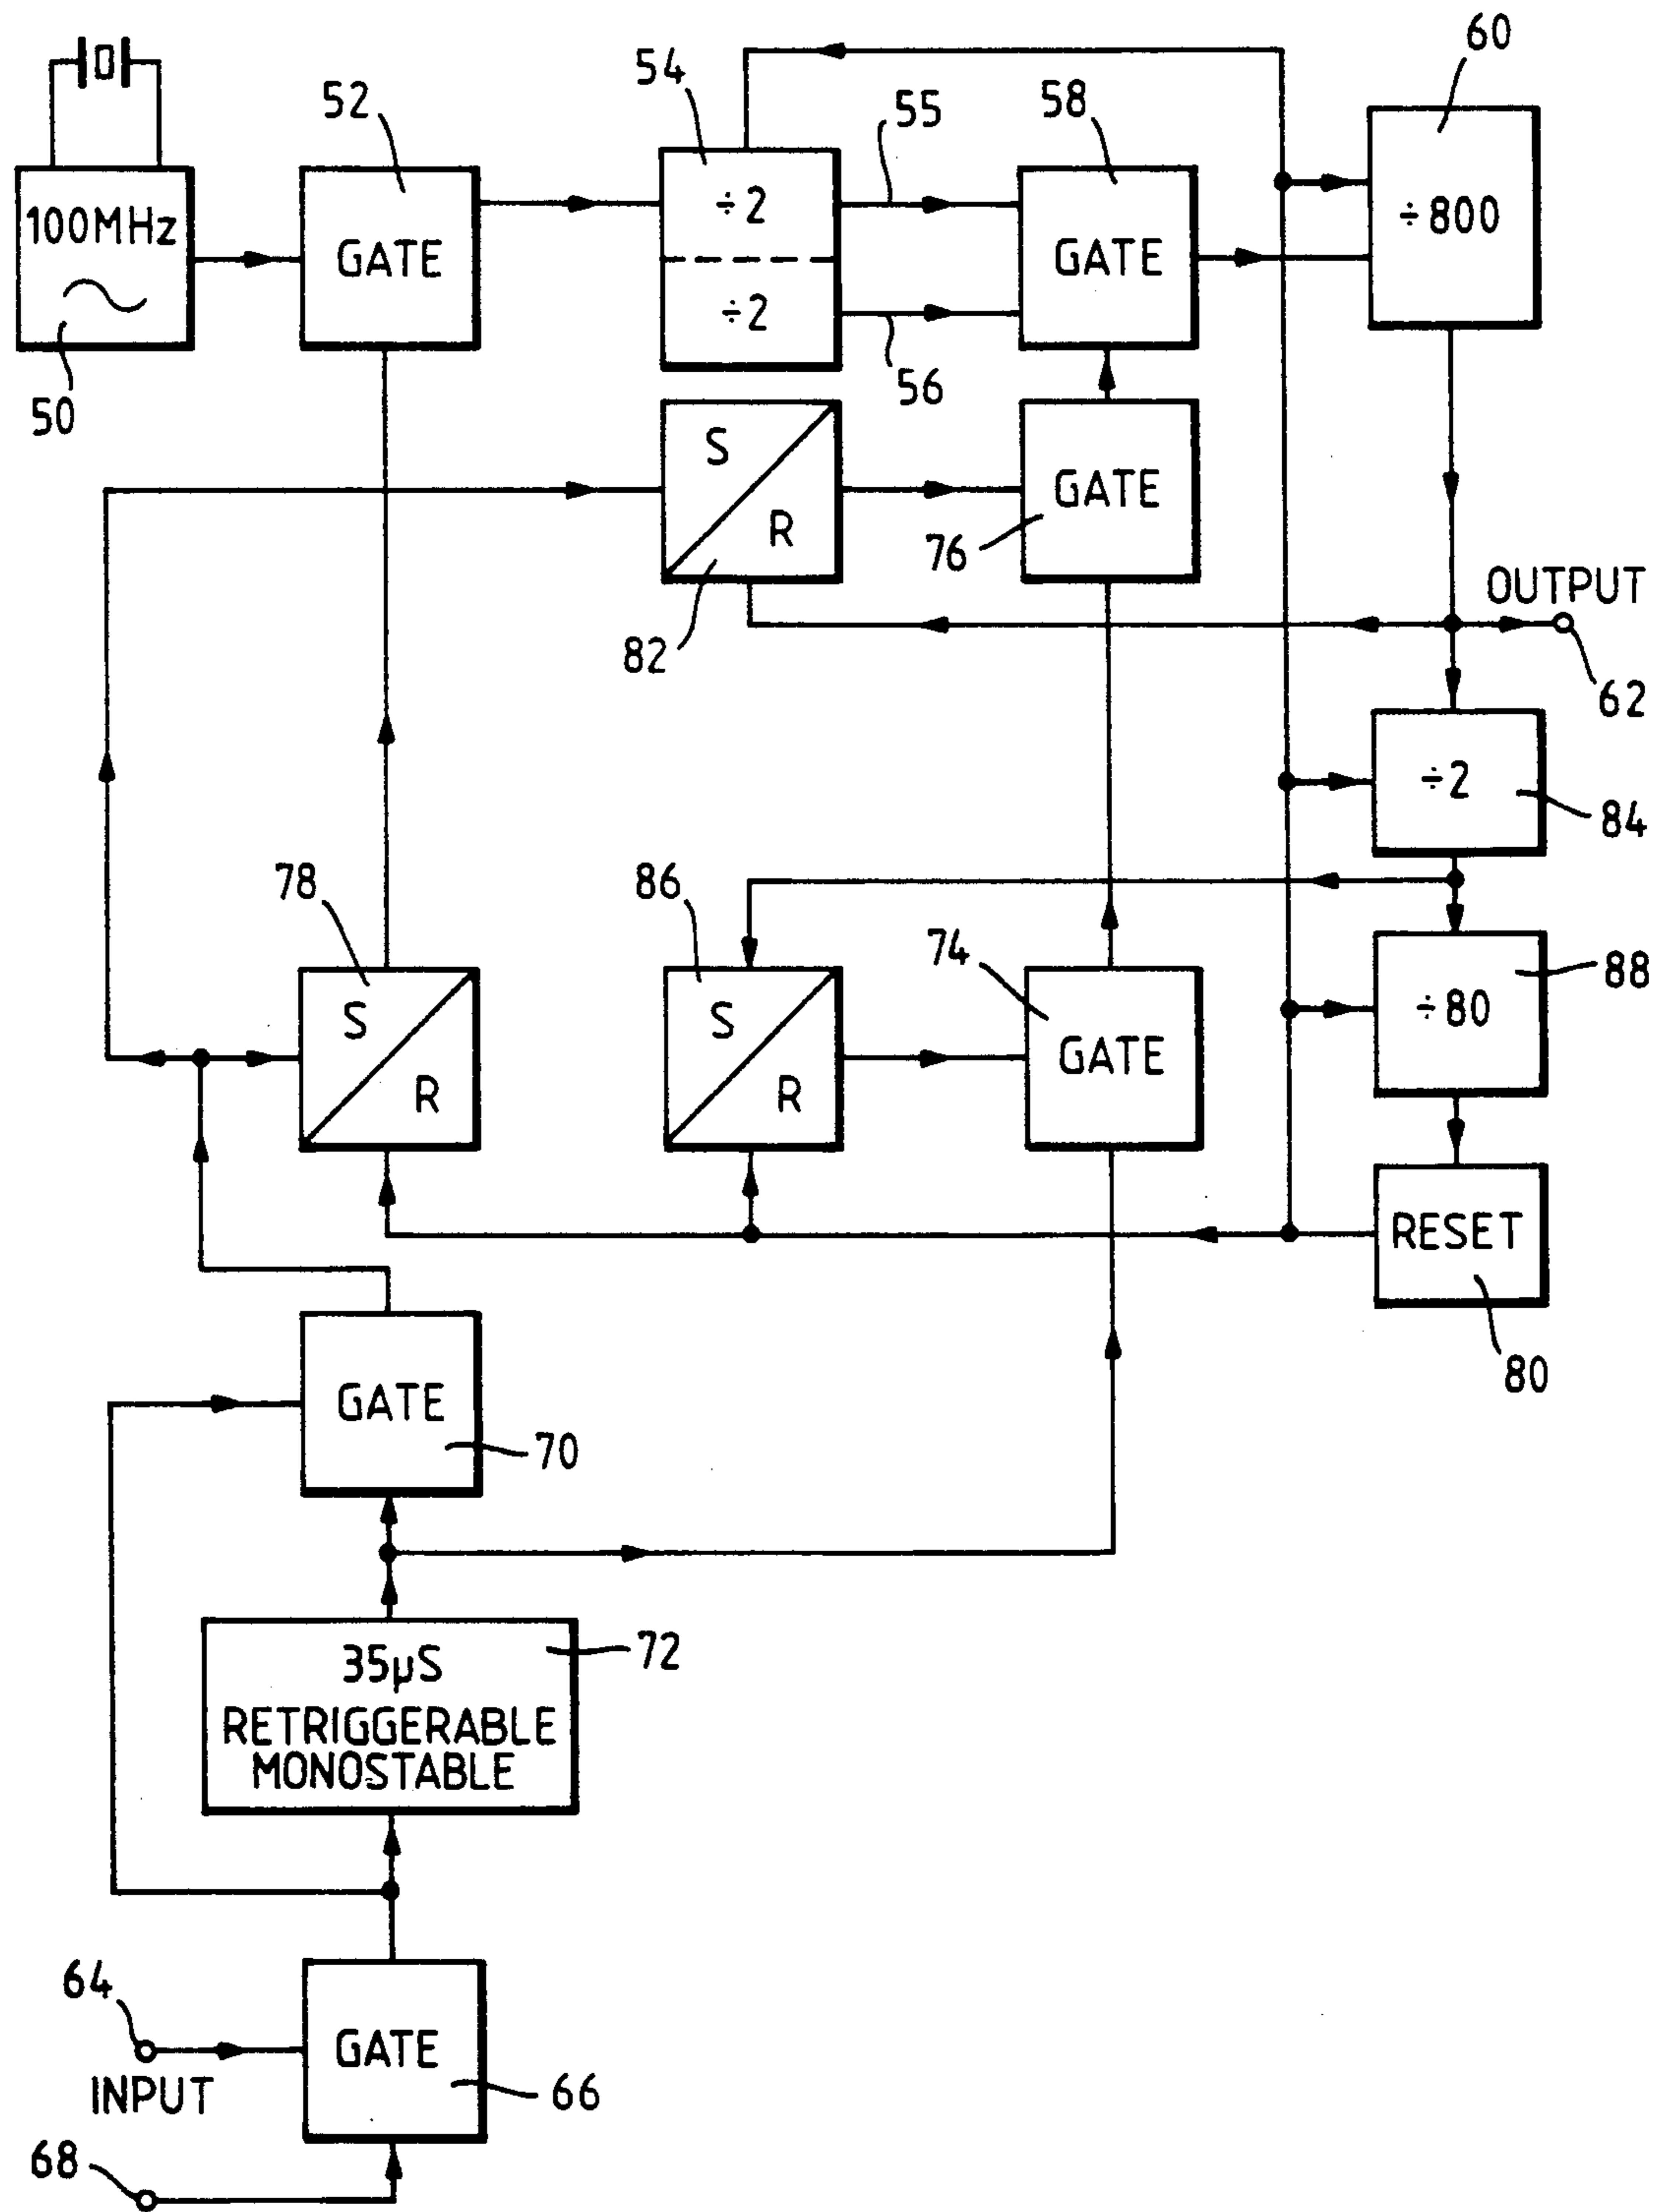 60
54
58
52
55
÷2
÷800
100MHz
GATE
GATE
÷2
50
56
S
R
GATE
76
OUTPUT
82
62
÷2
84
78
86
74
88
S
R
S
R
GATE
÷80
RESET
80
GATE
70
35µS
RETRIGGERABLE
MONOSTABLE
72
64
INPUT
GATE
66
68